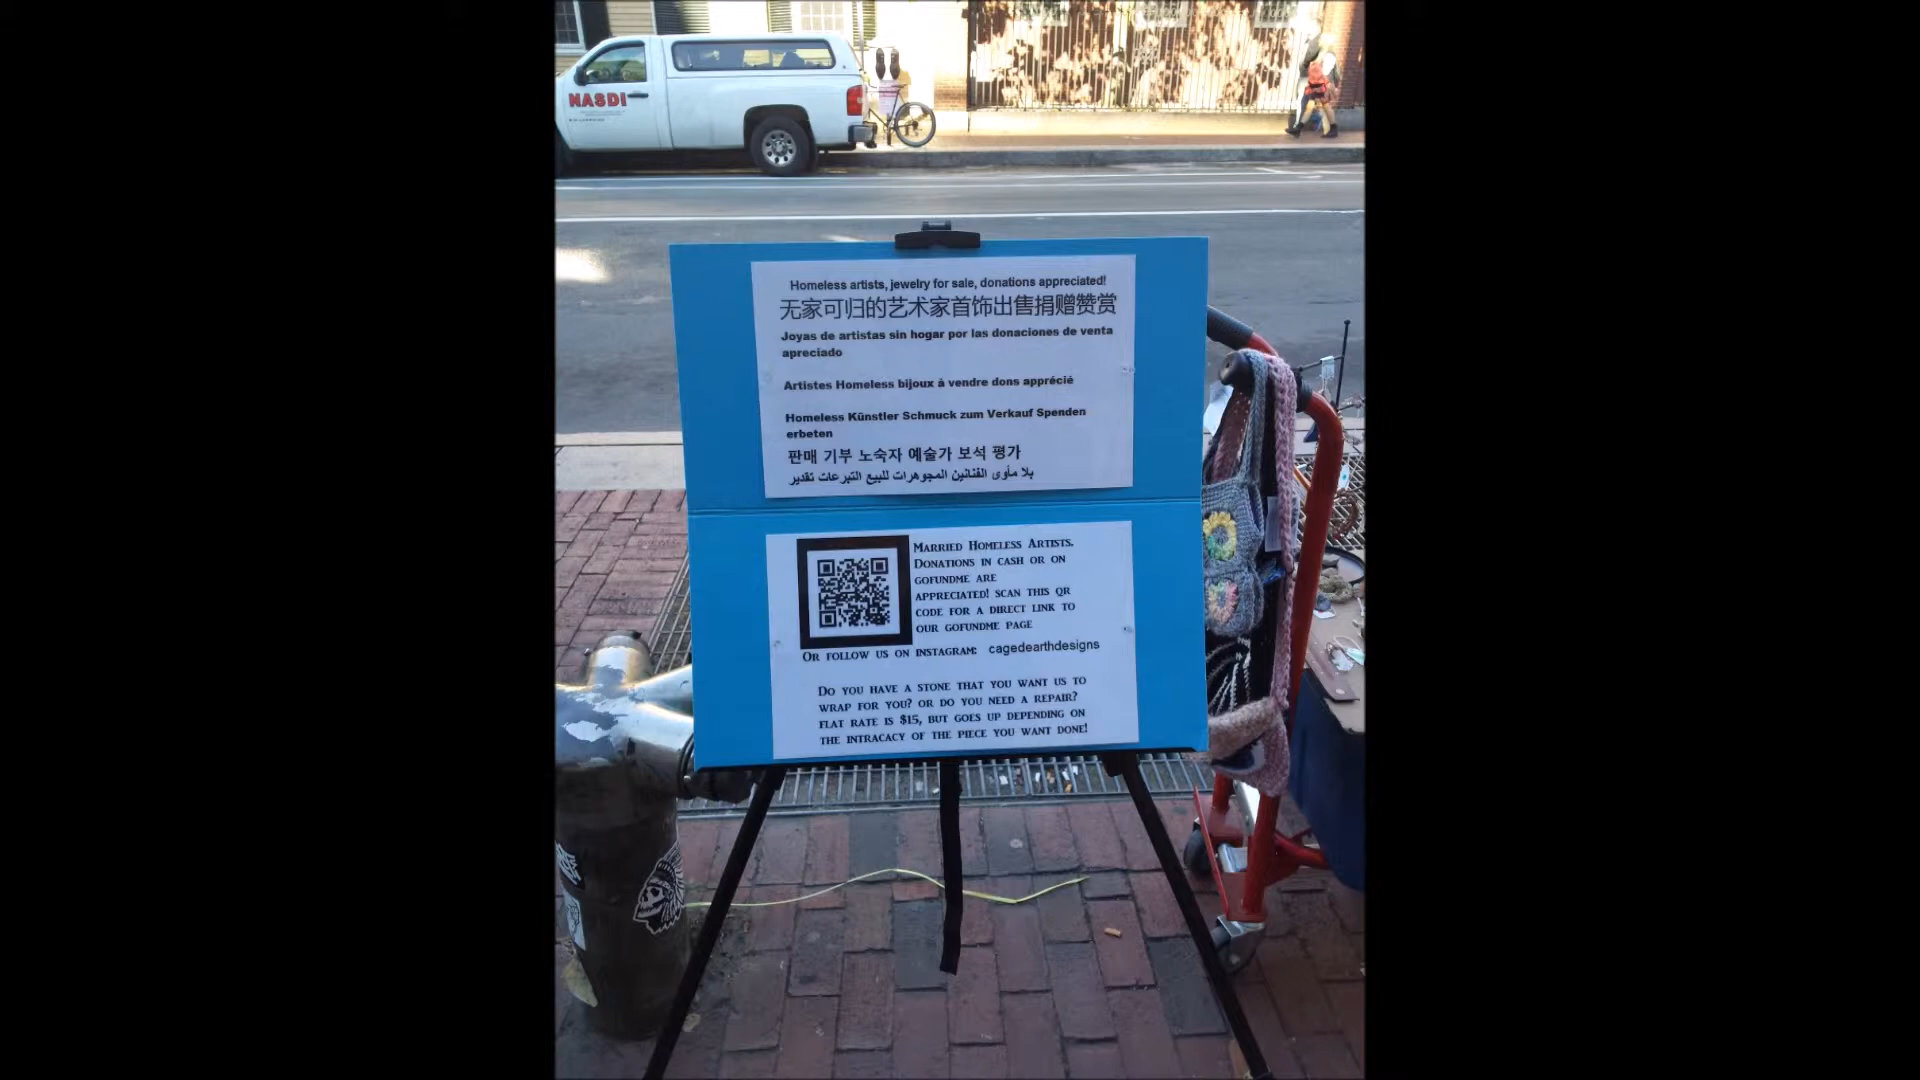 NASDI
Homeless artists, jewelry for sale, donations appreciated!
无家可归的艺术家首饰出售捐赠赞赏
Joyas de artistas sin hogar por las donaciones de venta
apreciado
Artistes Homeless bijoux à vendre dons apprécié
Homeless Künstler Schmuck zum Verkauf Spenden
erbeten
판매 기부 노숙자 예술가 보석 평가
بلا مأوى الفنانين المجوهرات للبيع التبرعات تقدير
MARRIED HOMELESS ARTISTS.
DONATIONS IN CASH OR ON
GOFUNDME ARE
APPRECIATED! SCAN THIS QR
CODE FOR A DIRECT LINK TO
OUR GOFUNDME PAGE
OR FOLLOW US ON INSTAGRAM: cagedearthdesigns
DO YOU HAVE A STONE THAT YOU WANT US TO
WRAP FOR YOU? OR DO YOU NEED A REPAIR?
FLAT RATE IS $15, BUT GOES UP DEPENDING ON
THE INTRACACY OF THE PIECE YOU WANT DONE!